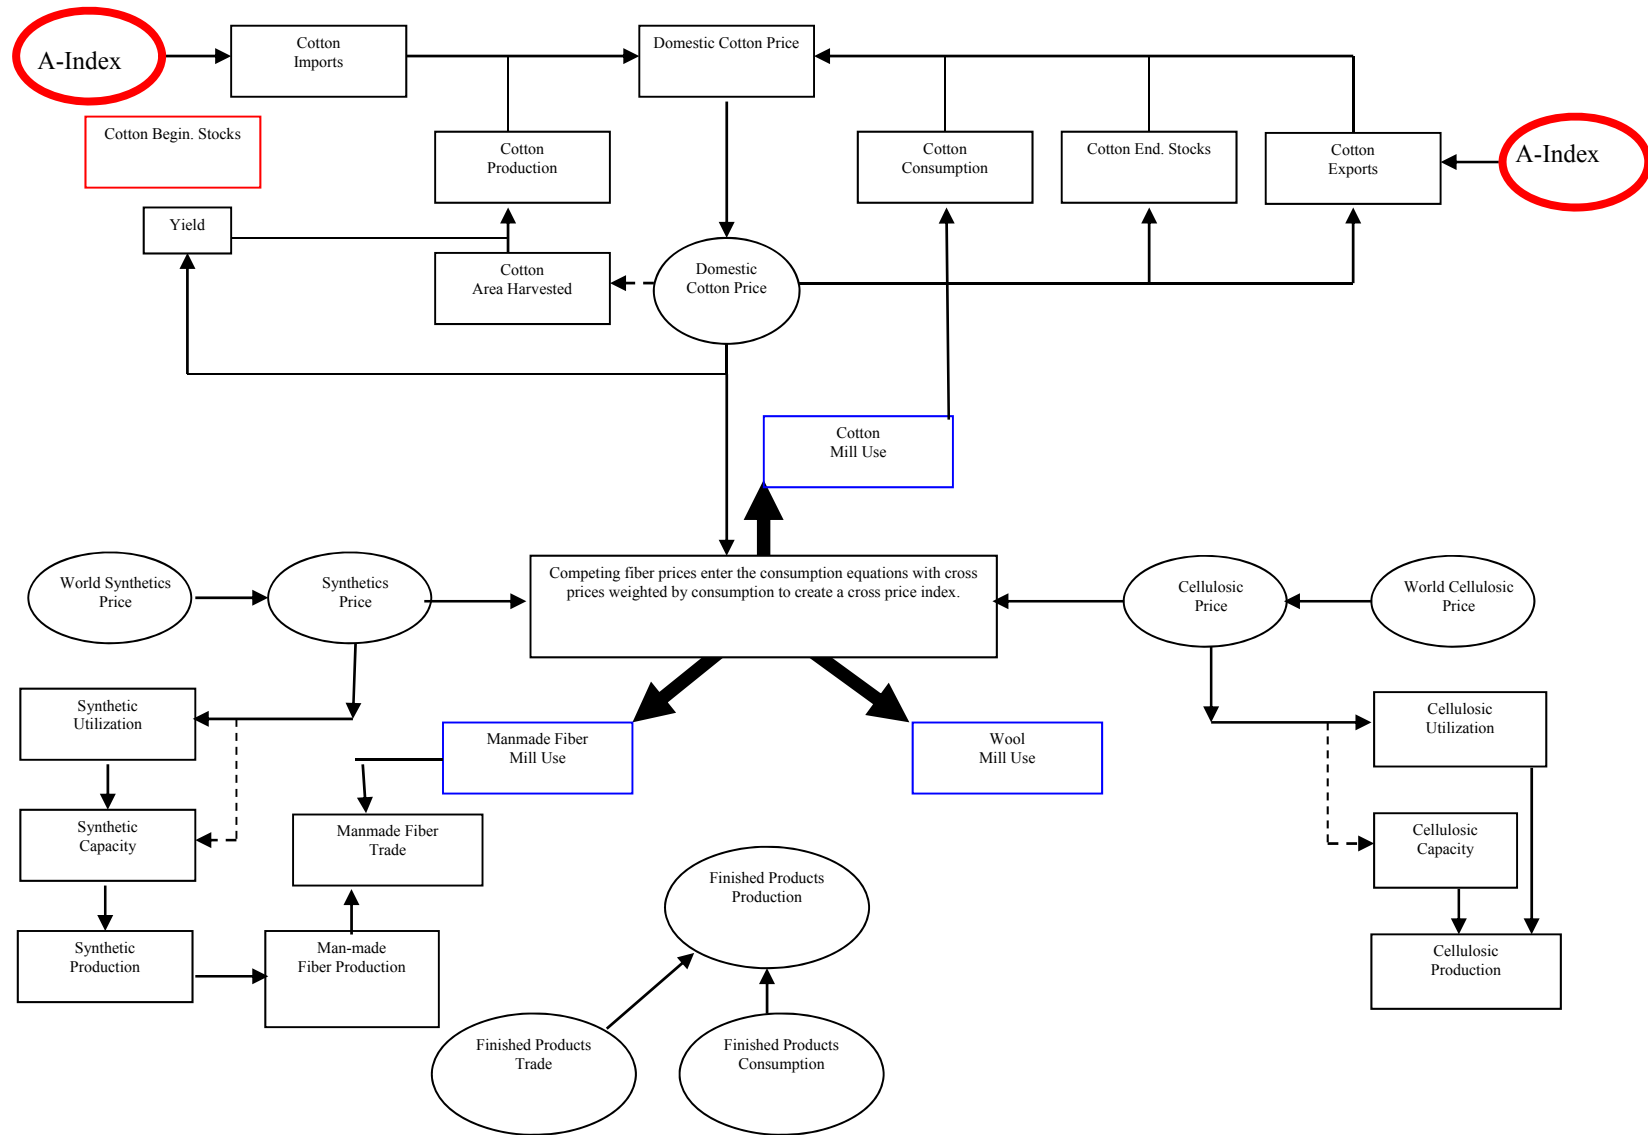 A-Index
Cotton
Imports
Domestic Cotton Price
Cotton Begin. Stocks
Cotton
Production
Cotton
Consumption
Cotton End. Stocks
Cotton
Exports
A-Index
Yield
Cotton
Area Harvested
Domestic
Cotton Price
Cotton
Mill Use
World Synthetics
Price
Synthetics
Price
Competing fiber prices enter the consumption equations with cross
prices weighted by consumption to create a cross price index.
Cellulosic
Price
World Cellulosic
Price
Synthetic
Utilization
Manmade Fiber
Mill Use
Wool
Mill Use
Cellulosic
Utilization
Synthetic
Capacity
Manmade Fiber
Trade
Cellulosic
Capacity
Finished Products
Production
Synthetic
Production
Man-made
Fiber Production
Cellulosic
Production
Finished Products
Trade
Finished Products
Consumption